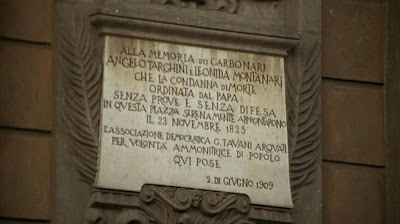 ALLA MEMORIA DEI CARBONARI
ANGELO TARGHINI E LEONIDA MONTANARI
CHE LA CONDANNA DI MORTE
ORDINATA DAL PAPA
SENZA PROVE E SENZA DIFESA
IN QUESTA PIAZZA SERENAMENTE AFFRONTARONO
IL 23 NOVEMBRE 1825
L'ASSOCIAZIONE DEMOCRATICA G. TAVANI ARQUATI
PER VOLONTÀ AMMONITRICE DI POPOLO
QVI POSE
2. DI GIUGNO 1909